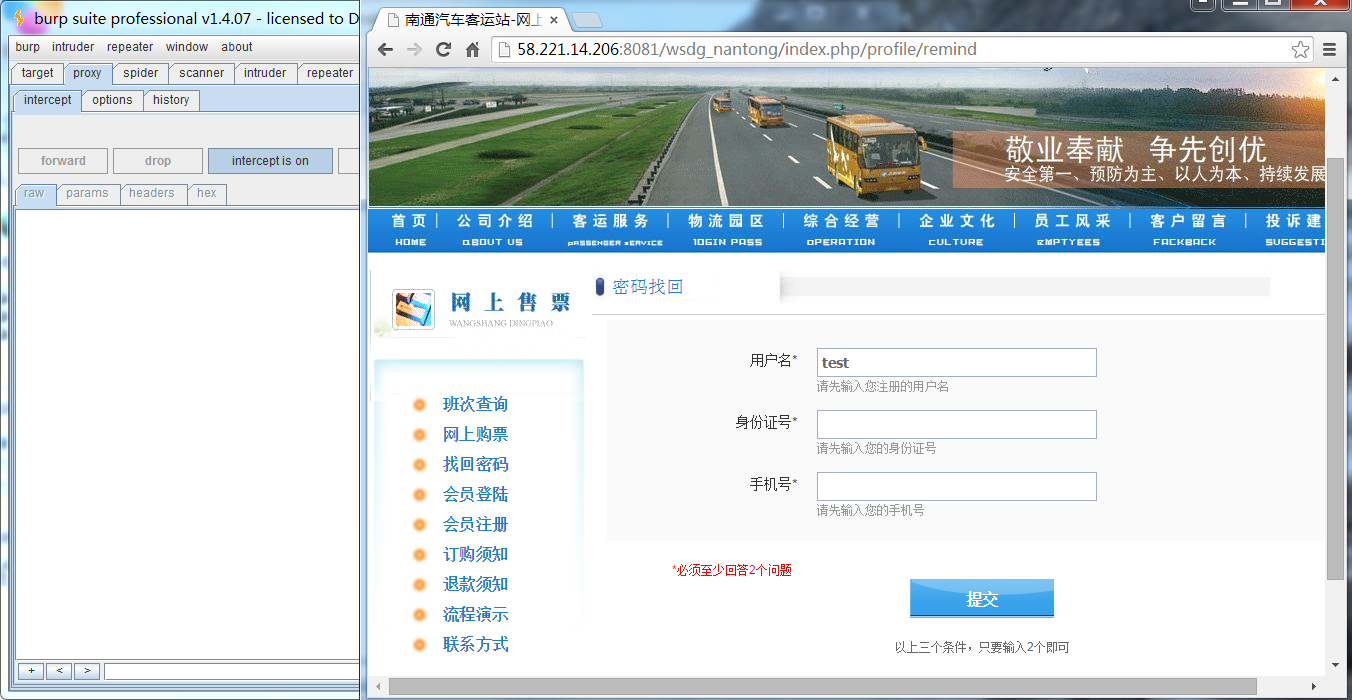 burp suite professional v1.4.07 - licensed to D
burp intruder repeater window about
target proxy spider scanner intruder repeater
intercept options history
forward drop intercept is on
raw params headers hex
+ < >
南通汽车客运站-网上
58.221.14.206:8081/wsdg_nantong/index.php/profile/remind
敬业奉献 争先创优
安全第一、预防为主、以人为本、持续发展
首页 | 公司介绍 | 客运服务 | 物流园区 | 综合经营 | 企业文化 | 员工风采 | 客户留言 | 投诉建
HOME ABOUT US PASSENGER SERVICE LOGIN PASS OPERATION CULTURE EMPTYEES FACKBACK SUGGESTI
网上售票
WANGSHANG DINGPIAO
班次查询
网上购票
找回密码
会员登陆
会员注册
订购须知
退款须知
流程演示
联系方式
密码找回
用户名* test
请先输入您注册的用户名
身份证号*
请先输入您的身份证号
手机号*
请先输入您的手机号
*必须至少回答2个问题
提交
以上三个条件，只要输入2个即可